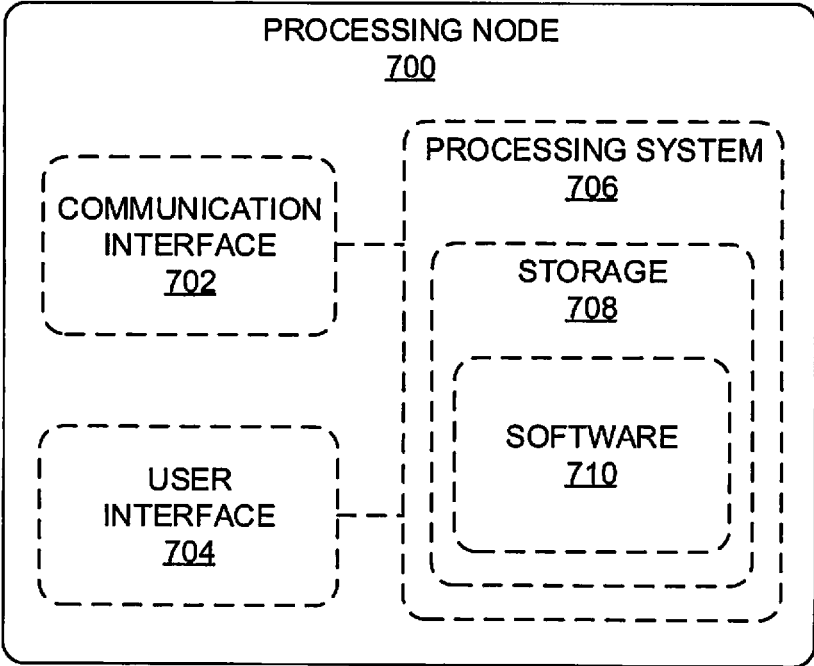 PROCESSING NODE
700
COMMUNICATION
INTERFACE
702
USER
INTERFACE
704
PROCESSING SYSTEM
706
STORAGE
708
SOFTWARE
710